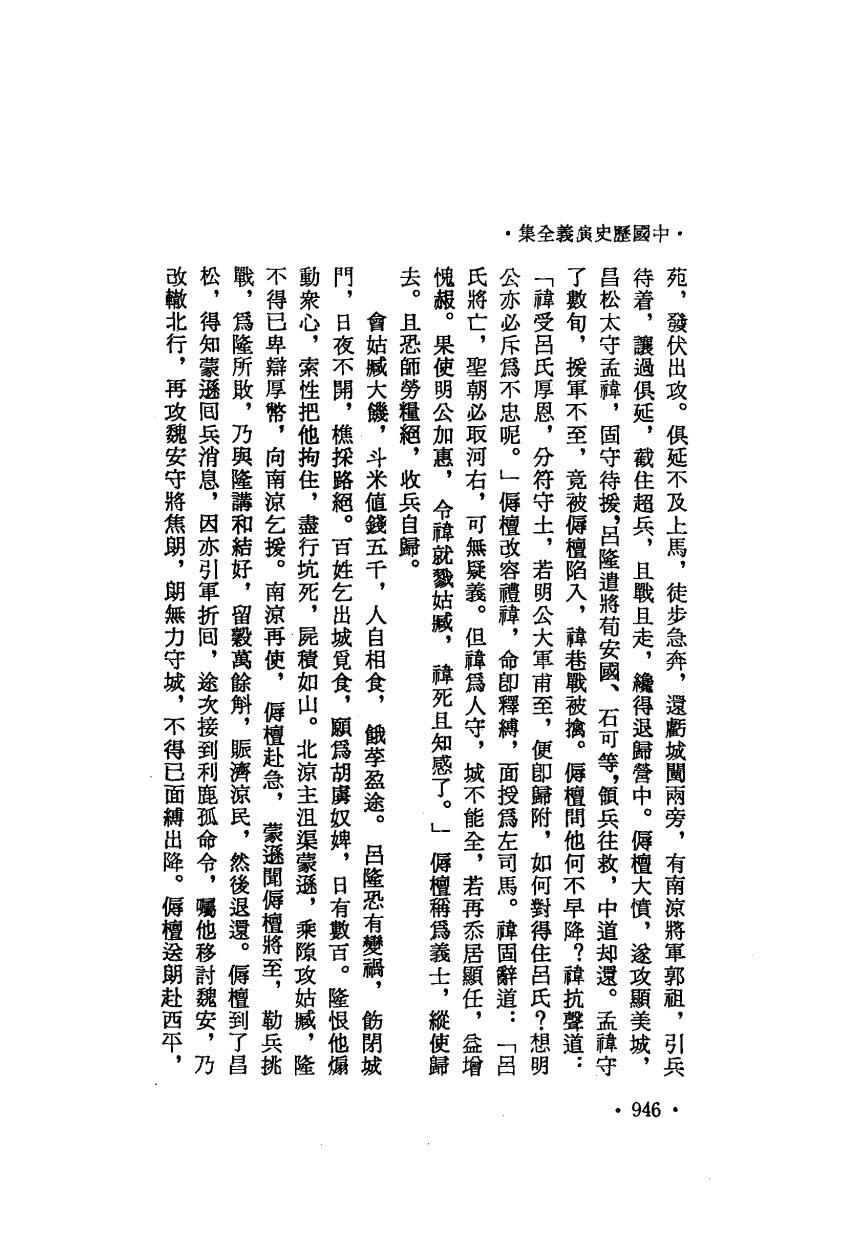 ·中國歷史演義全集·
苑，發伏出攻。俱延不及上馬，徒步急奔，還虧城闉兩旁，有南涼將軍郭祖，引兵
待着，讓過俱延，截住超兵，且戰且走，纔得退歸營中。傉檀大憤，遂攻顯美城，
昌松太守孟禕，固守待援，呂隆遣將荀安國、石可等，領兵往救，中道却還。孟禕守
了數旬，援軍不至，竟被傉檀陷入，禕巷戰被擒。傉檀問他何不早降？禕抗聲道：
「禕受呂氏厚恩，分符守土，若明公大軍甫至，便卽歸附，如何對得住呂氏？想明
公亦必斥爲不忠呢。」傉檀改容禮禕，命卽釋縛，面授爲左司馬。禕固辭道：「呂
氏將亡，聖朝必取河右，可無疑義。但禕爲人守，城不能全，若再忝居顯任，益增
愧赧。果使明公加惠，令禕就戮姑臧，禕死且知感了。」傉檀稱爲義士，縱使歸
去。且恐師勞糧絕，收兵自歸。
會姑臧大饑，斗米值錢五千，人自相食，餓莩盈途。呂隆恐有變禍，飭閉城
門，日夜不開，樵採路絕。百姓乞出城覓食，願爲胡虜奴婢，日有數百。隆恨他煽
動衆心，索性把他拘住，盡行坑死，屍積如山。北涼主沮渠蒙遜，乘隙攻姑臧，隆
不得已卑辭厚幣，向南涼乞援。南涼再使，傉檀赴急，蒙遜聞傉檀將至，勒兵挑
戰，爲隆所敗，乃與隆講和結好，留穀萬餘斛，賑濟涼民，然後退還。傉檀到了昌
松，得知蒙遜回兵消息，因亦引軍折回，途次接到利鹿孤命令，囑他移討魏安，乃
改轍北行，再攻魏安守將焦朗，朗無力守城，不得已面縛出降。傉檀送朗赴西平，
·946·